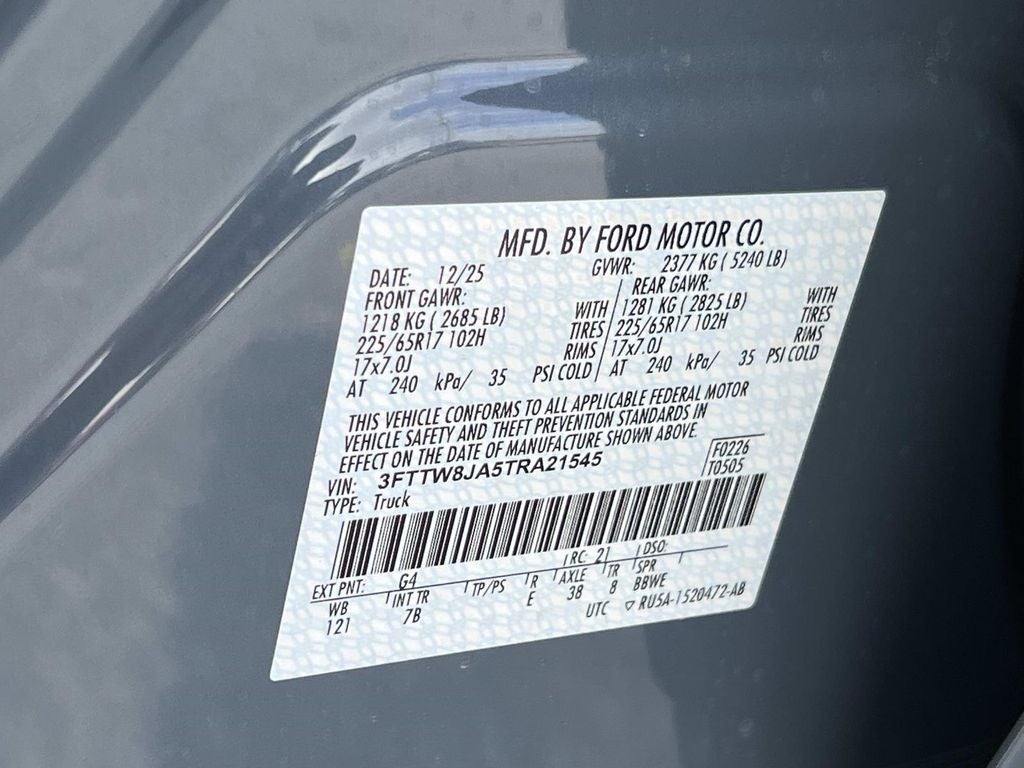 MFD. BY FORD MOTOR CO.
DATE: 12/25 GVWR: 2377 KG ( 5240 LB)
FRONT GAWR: REAR GAWR:
1218 KG ( 2685 LB) WITH 1281 KG ( 2825 LB) WITH
225/65R17 102H TIRES 225/65R17 102H TIRES
17x7.0J RIMS 17x7.0J RIMS
AT 240 kPa/ 35 PSI COLD AT 240 kPa/ 35 PSI COLD
THIS VEHICLE CONFORMS TO ALL APPLICABLE FEDERAL MOTOR
VEHICLE SAFETY AND THEFT PREVENTION STANDARDS IN
EFFECT ON THE DATE OF MANUFACTURE SHOWN ABOVE.
VIN: 3FTTW8JA5TRA21545 F0226
TYPE: Truck T0505
EXT PNT: G4 RC: 21 DSO:
WB INT TR TP/PS R AXLE TR SPR
121 7B E 38 8 BBWE
UTC ▽ RU5A-1520472-AB